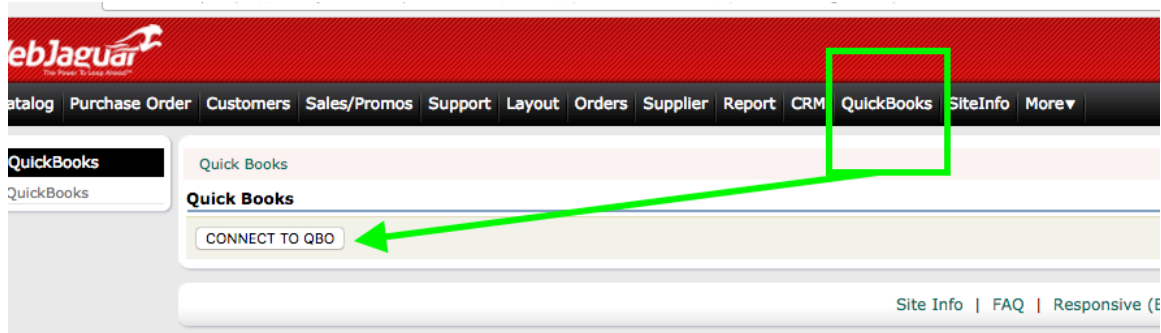 ebJaguar
The Power To Leap Ahead™
atalog Purchase Order Customers Sales/Promos Support Layout Orders Supplier Report CRM QuickBooks SiteInfo More▾
QuickBooks
Quick Books
QuickBooks
Quick Books
CONNECT TO QBO
Site Info | FAQ | Responsive (B